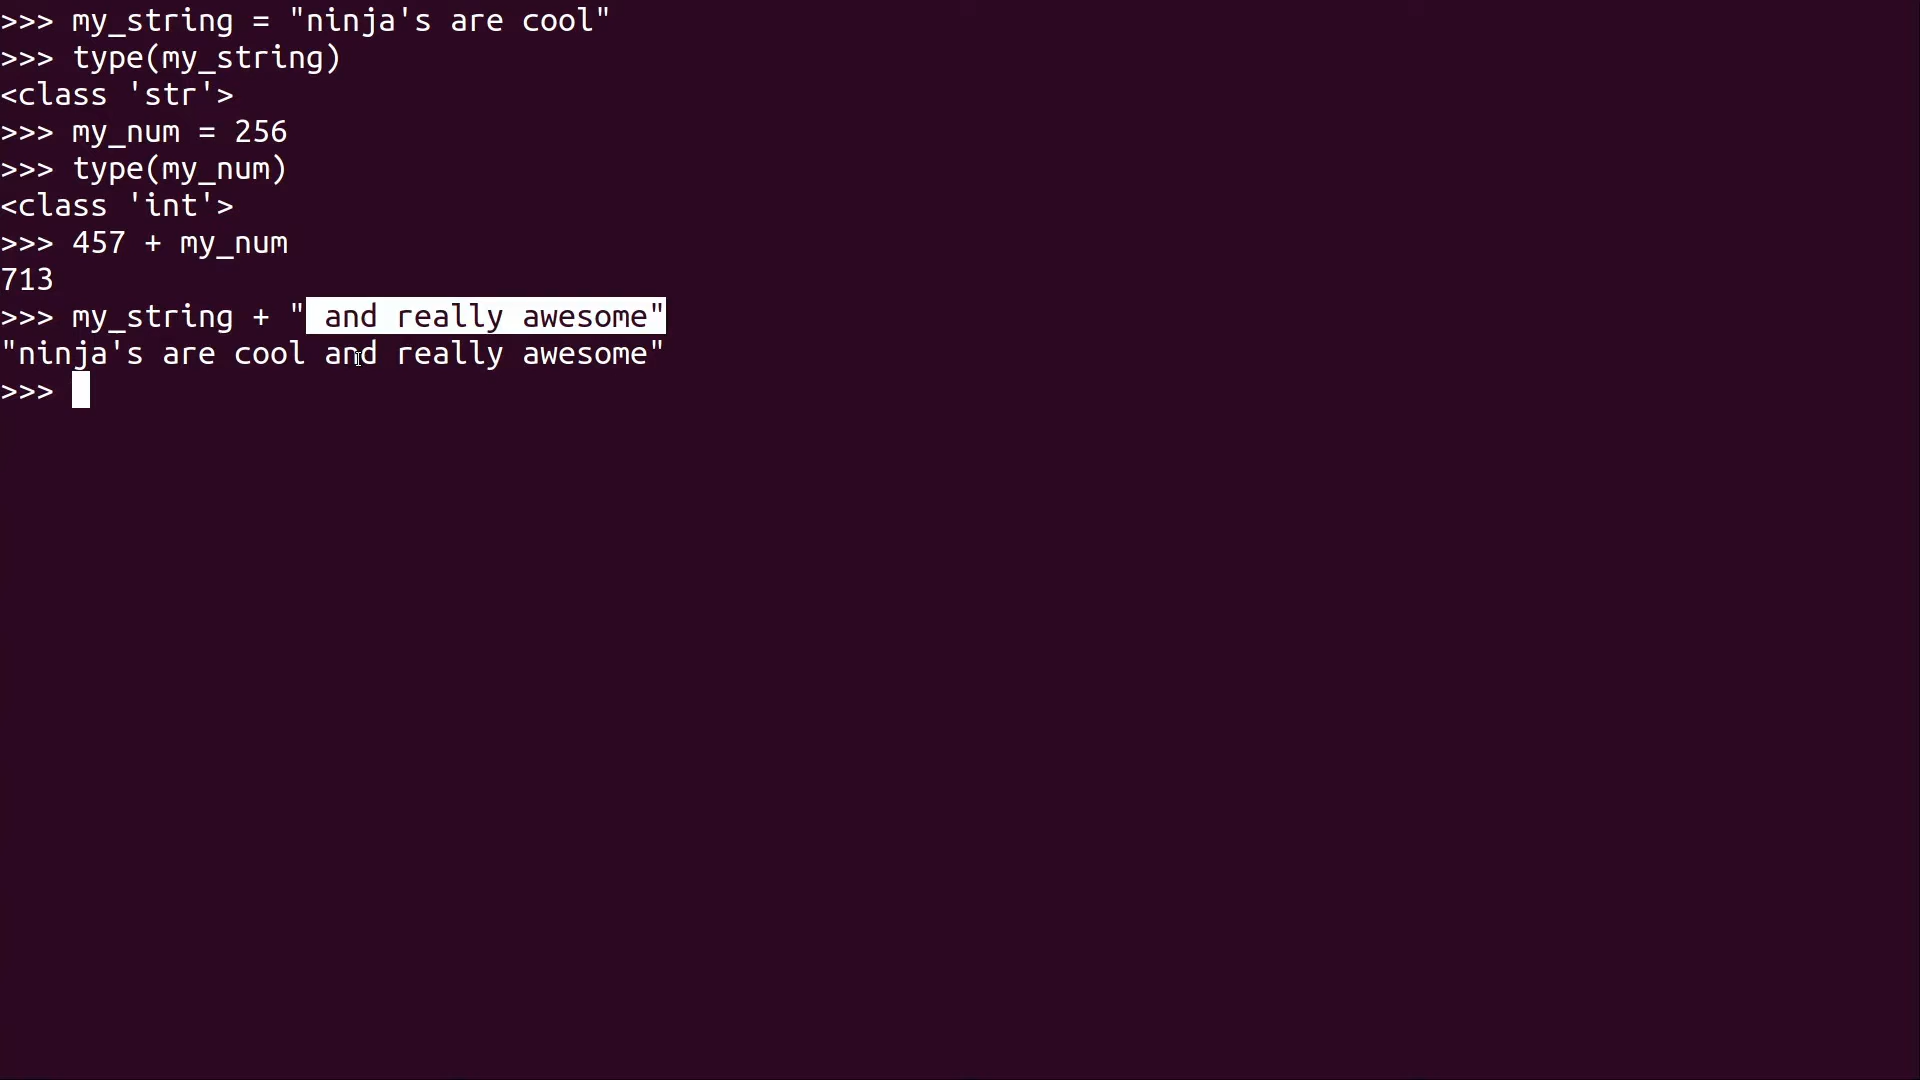 >>> my_string = "ninja's are cool"
>>> type(my_string)
<class 'str'>
>>> my_num = 256
>>> type(my_num)
<class 'int'>
>>> 457 + my_num
713
>>> my_string + " and really awesome"
"ninja's are cool and really awesome"
>>>